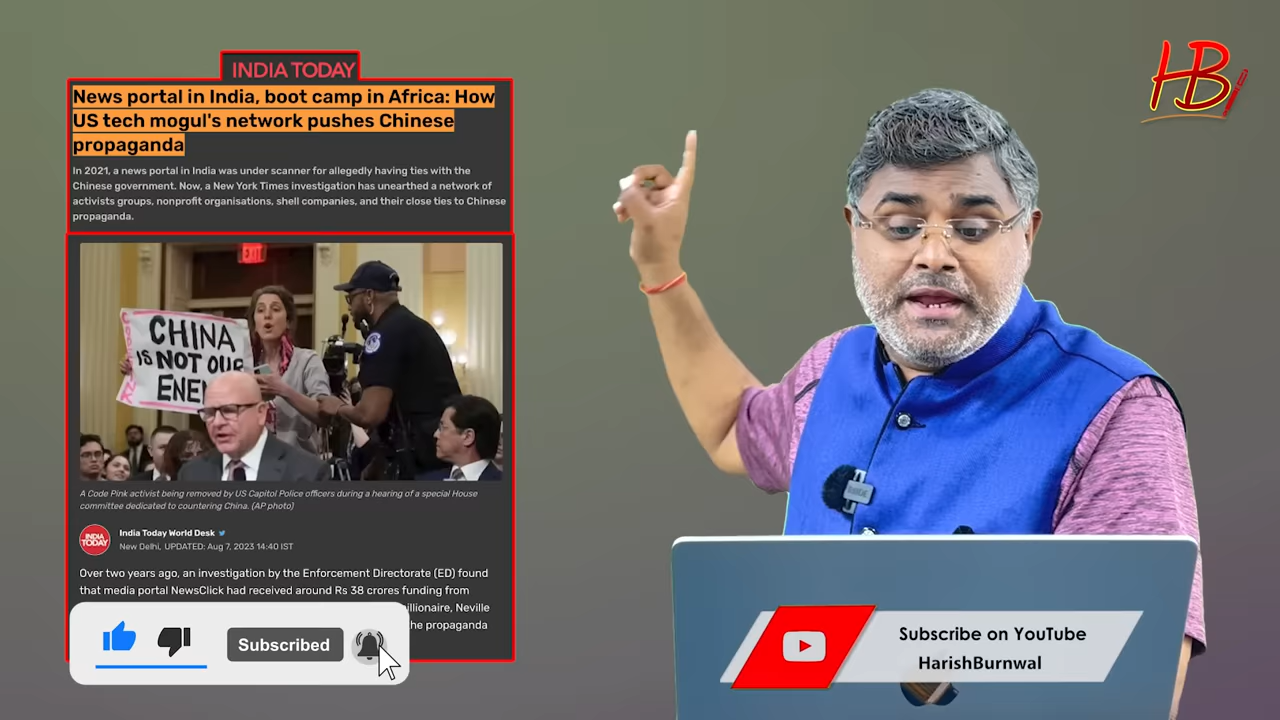 INDIA TODAY
News portal in India, boot camp in Africa: How
US tech mogul's network pushes Chinese
propaganda
In 2021, a news portal in India was under scanner for allegedly having ties with the
Chinese government. Now, a New York Times investigation has unearthed a network of
activists groups, nonprofit organisations, shell companies, and their close ties to Chinese
propaganda.
EXIT
CHINA
IS NOT OUR
ENE
A Code Pink activist being removed by US Capitol Police officers during a hearing of a special House
committee dedicated to countering China. (AP photo)
INDIA
TODAY
India Today World Desk
New Delhi, UPDATED: Aug 7, 2023 14:40 IST
Over two years ago, an investigation by the Enforcement Directorate (ED) found
that media portal NewsClick had received around Rs 38 crores funding from
illionaire, Neville
he propaganda
Subscribed
HB
Subscribe on YouTube
HarishBurnwal